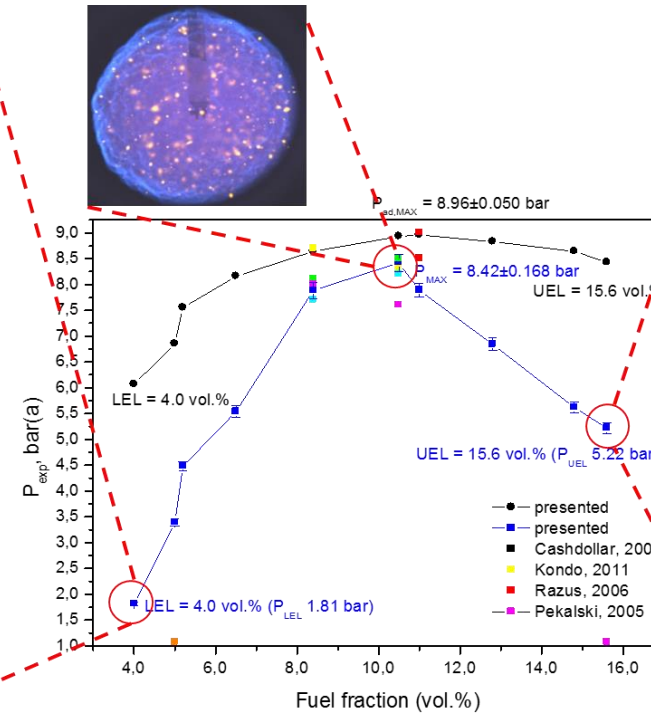 P ad,MAX = 8.96±0.050 bar
9,0
8,5
8,0
7,5
7,0
6,5
6,0
5,5
5,0
4,5
4,0
3,5
3,0
2,5
2,0
1,5
1,0
P exp, bar(a)
P MAX = 8.42±0.168 bar
UEL = 15.6 vol.
LEL = 4.0 vol.%
UEL = 15.6 vol.% (P UEL 5.22 bar
LEL = 4.0 vol.% (P LEL 1.81 bar)
presented
presented
Cashdollar, 200
Kondo, 2011
Razus, 2006
Pekalski, 2005
4,0 6,0 8,0 10,0 12,0 14,0 16,0
Fuel fraction (vol.%)